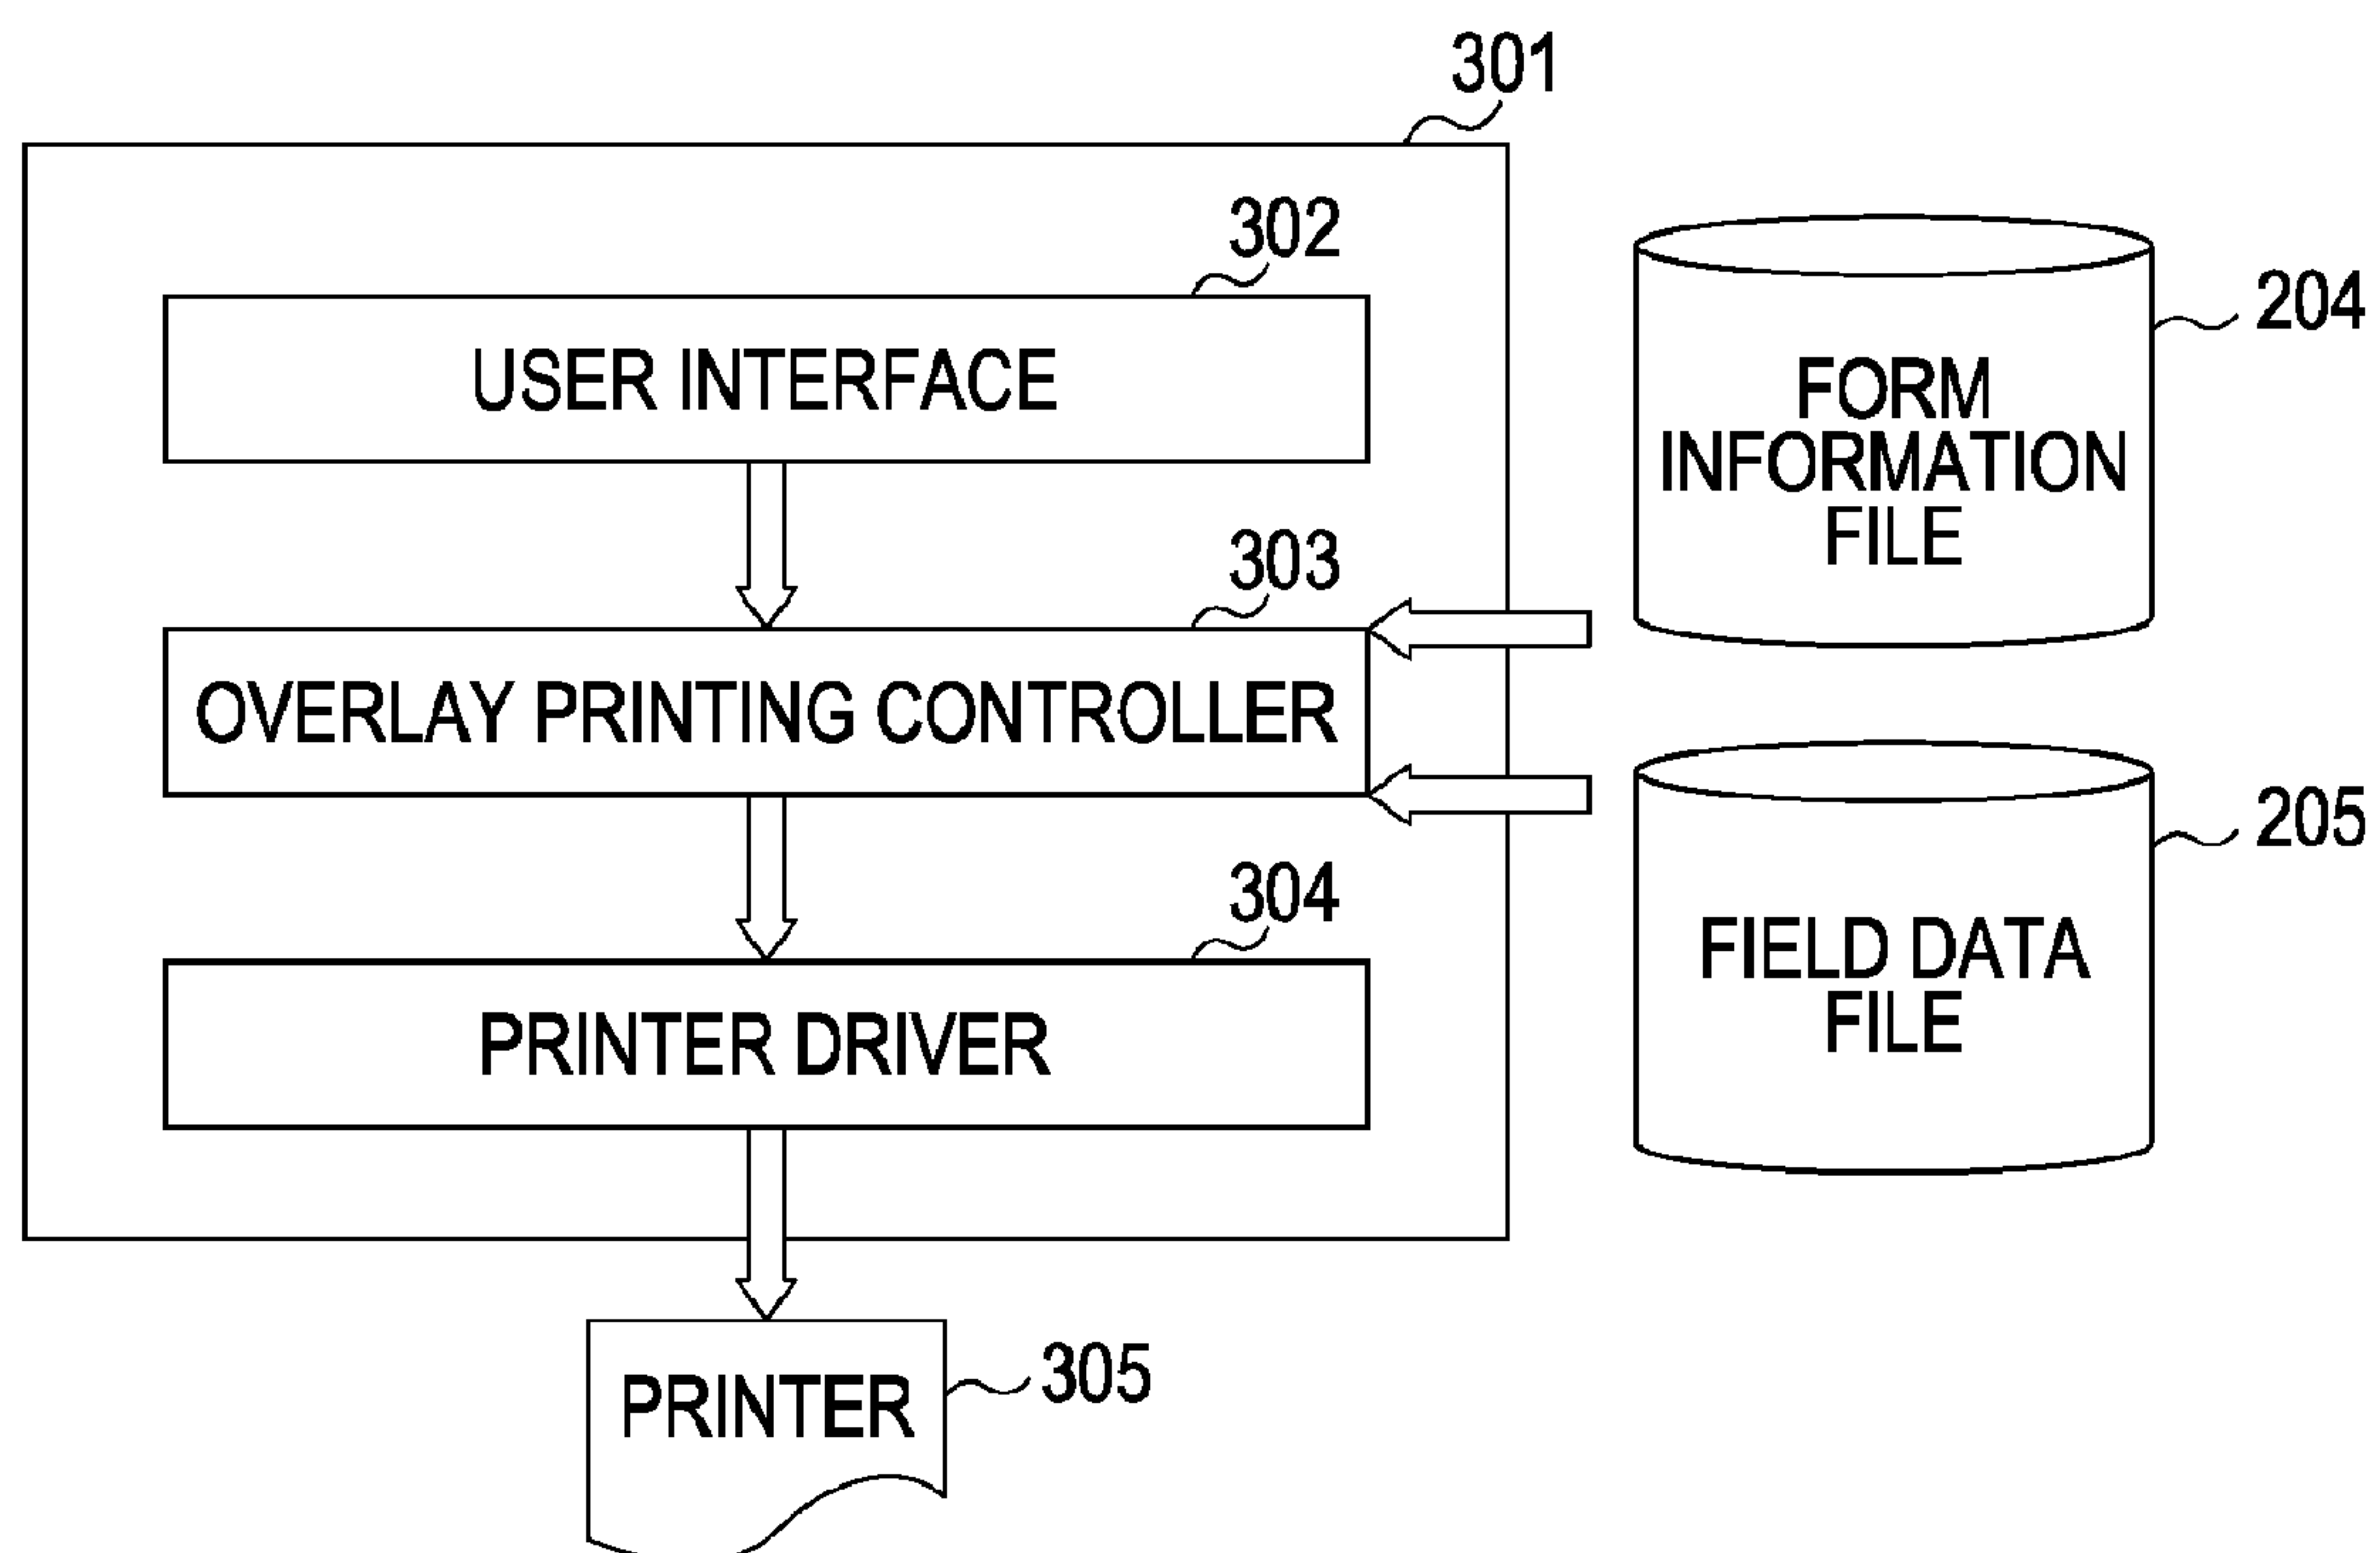 301
302
USER INTERFACE
204
FORM
INFORMATION
FILE
303
OVERLAY PRINTING CONTROLLER
205
FIELD DATA
FILE
304
PRINTER DRIVER
PRINTER
305